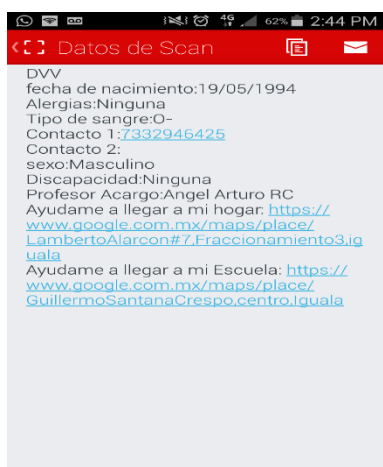 4G 62% 2:44 PM
Datos de Scan
DVV
fecha de nacimiento:19/05/1994
Alergias:Ninguna
Tipo de sangre:O-
Contacto 1:7332946425
Contacto 2:
sexo:Masculino
Discapacidad:Ninguna
Profesor Acargo:Angel Arturo RC
Ayudame a llegar a mi hogar: https://
www.google.com.mx/maps/place/
LambertoAlarcon#7,Fraccionamiento3,ig
uala
Ayudame a llegar a mi Escuela: https://
www.google.com.mx/maps/place/
GuillermoSantanaCrespo,centro,Iguala